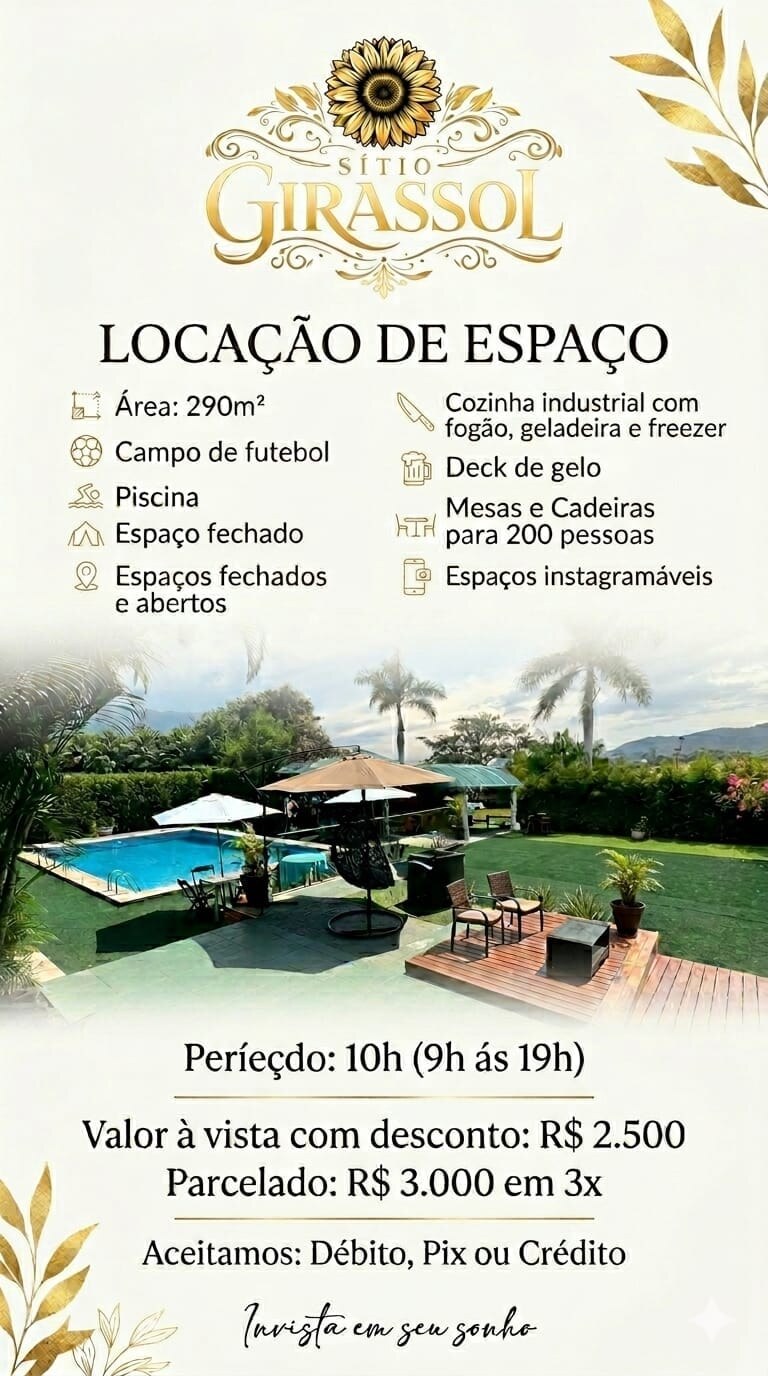 SÍTIO
GIRASSOL
LOCAÇÃO DE ESPAÇO
Área: 290m²
Campo de futebol
Piscina
Espaço fechado
Espaços fechados
e abertos
Cozinha industrial com
fogão, geladeira e freezer
Deck de gelo
Mesas e Cadeiras
para 200 pessoas
Espaços instagramáveis
Períeçdo: 10h (9h ás 19h)
Valor à vista com desconto: R$ 2.500
Parcelado: R$ 3.000 em 3x
Aceitamos: Débito, Pix ou Crédito
Invista em seu sonho